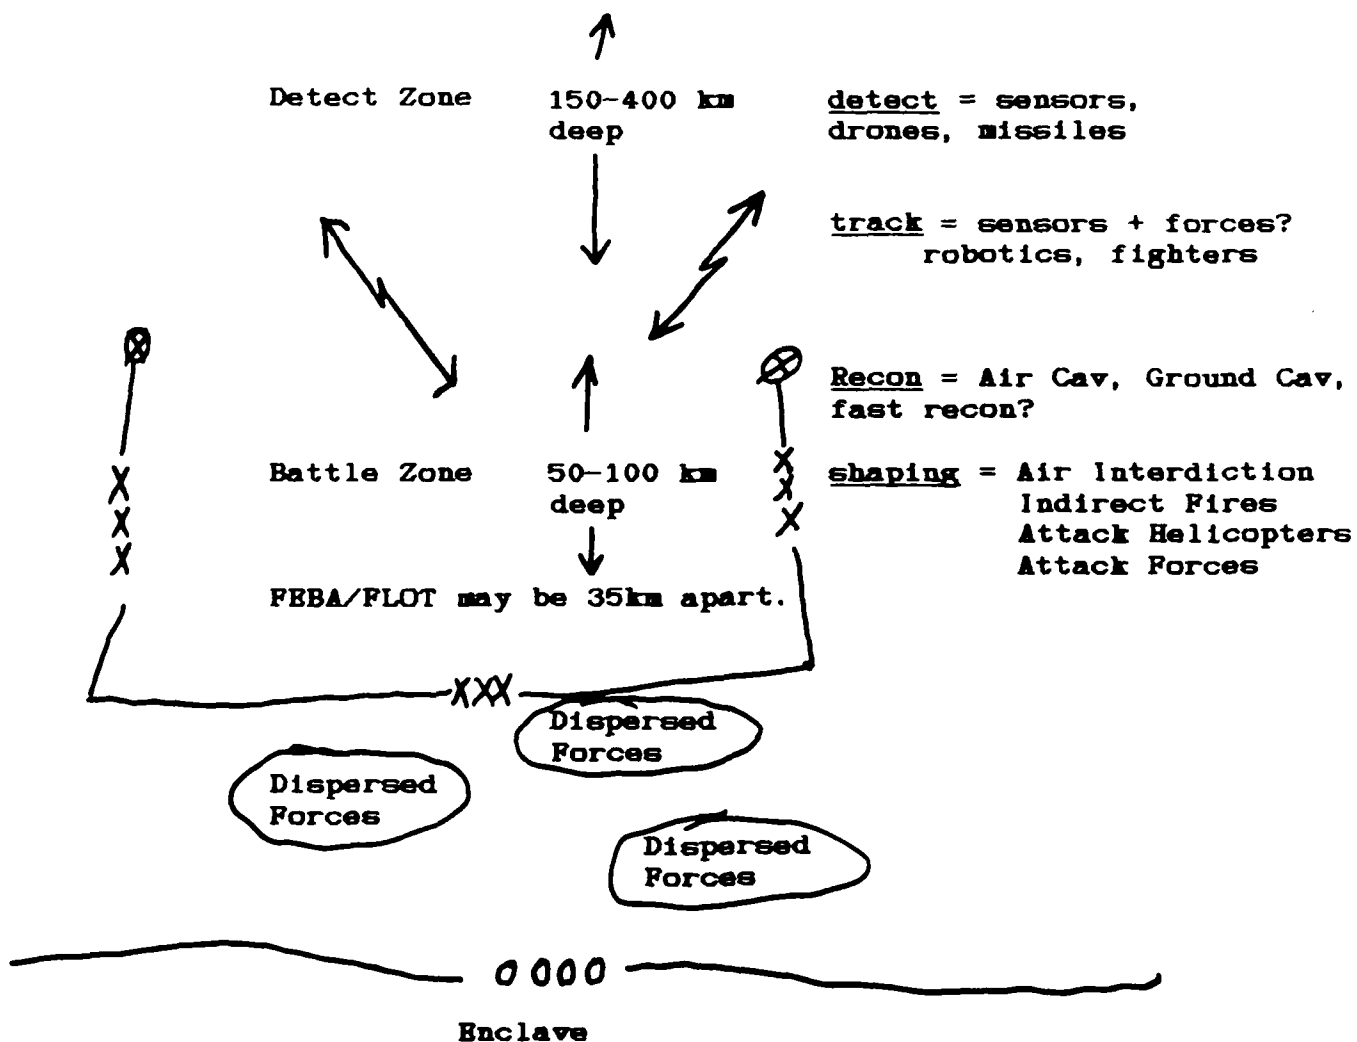 Detect Zone 150-400 km deep
detect = sensors,
drones, missiles
track = sensors + forces?
robotics, fighters
Recon = Air Cav, Ground Cav,
fast recon?
Battle Zone 50-100 km deep
shaping = Air Interdiction
Indirect Fires
Attack Helicopters
Attack Forces
X
X
X
X
X
X
FEBA/FLOT may be 35km apart.
XXX
Dispersed
Forces
Dispersed
Forces
Dispersed
Forces
0000
Enclave